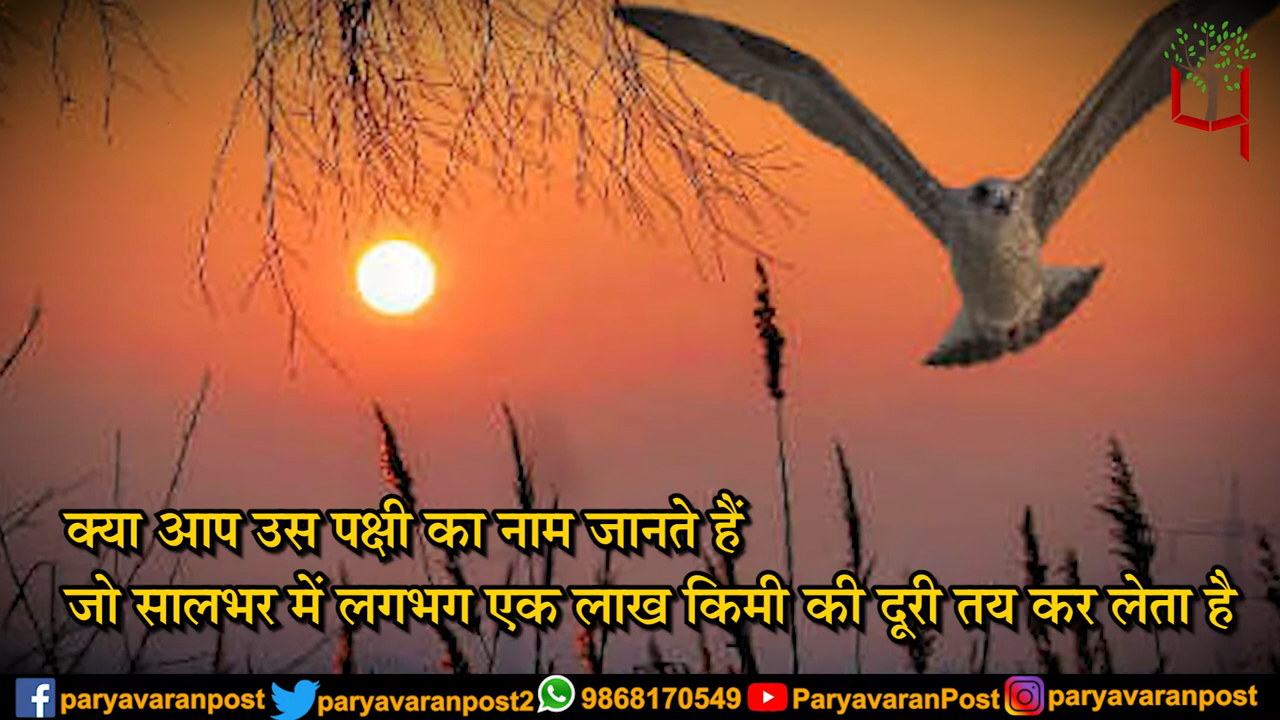 क्या आप उस पक्षी का नाम जानते हैं
जो सालभर में लगभग एक लाख किमी की दूरी तय कर लेता है
paryavaranpost paryavaranpost2 9868170549 ParyavaranPost paryavaranpost